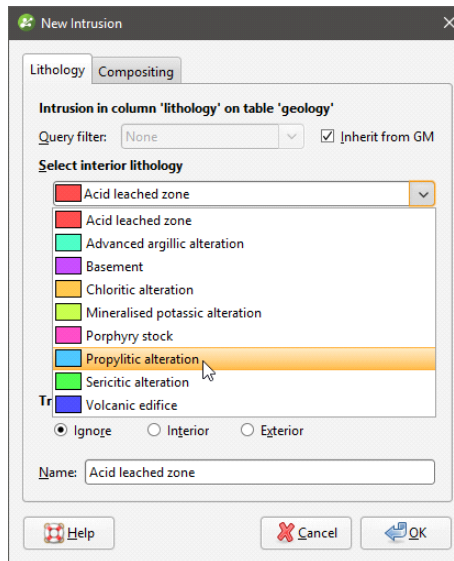 New Intrusion
Lithology Compositing
Intrusion in column 'lithology' on table 'geology'
Query filter: None Inherit from GM
Select interior lithology
Acid leached zone
Acid leached zone
Advanced argillic alteration
Basement
Chloritic alteration
Mineralised potassic alteration
Porphyry stock
Propylitic alteration
Sericitic alteration
Volcanic edifice
Ignore Interior Exterior
Name: Acid leached zone
Help Cancel OK